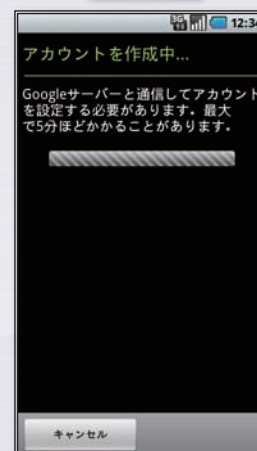 3G 12:34
アカウントを作成中...
Googleサーバーと通信してアカウント
を設定する必要があります。最大
で5分ほどかかることがあります。
キャンセル